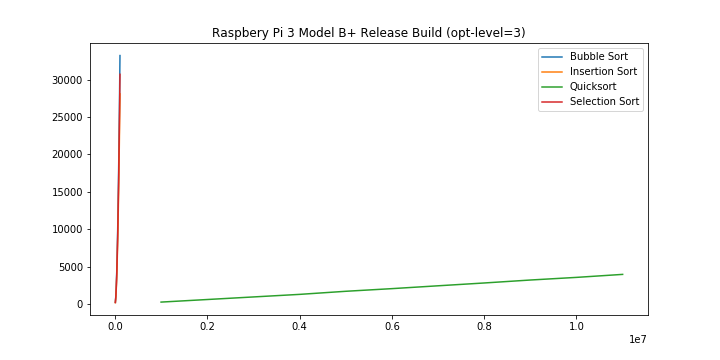 Raspbery Pi 3 Model B+ Release Build (opt-level=3)
Bubble Sort
Insertion Sort
Quicksort
Selection Sort
30000
25000
20000
15000
10000
5000
0
0.0 0.2 0.4 0.6 0.8 1.0
1e7